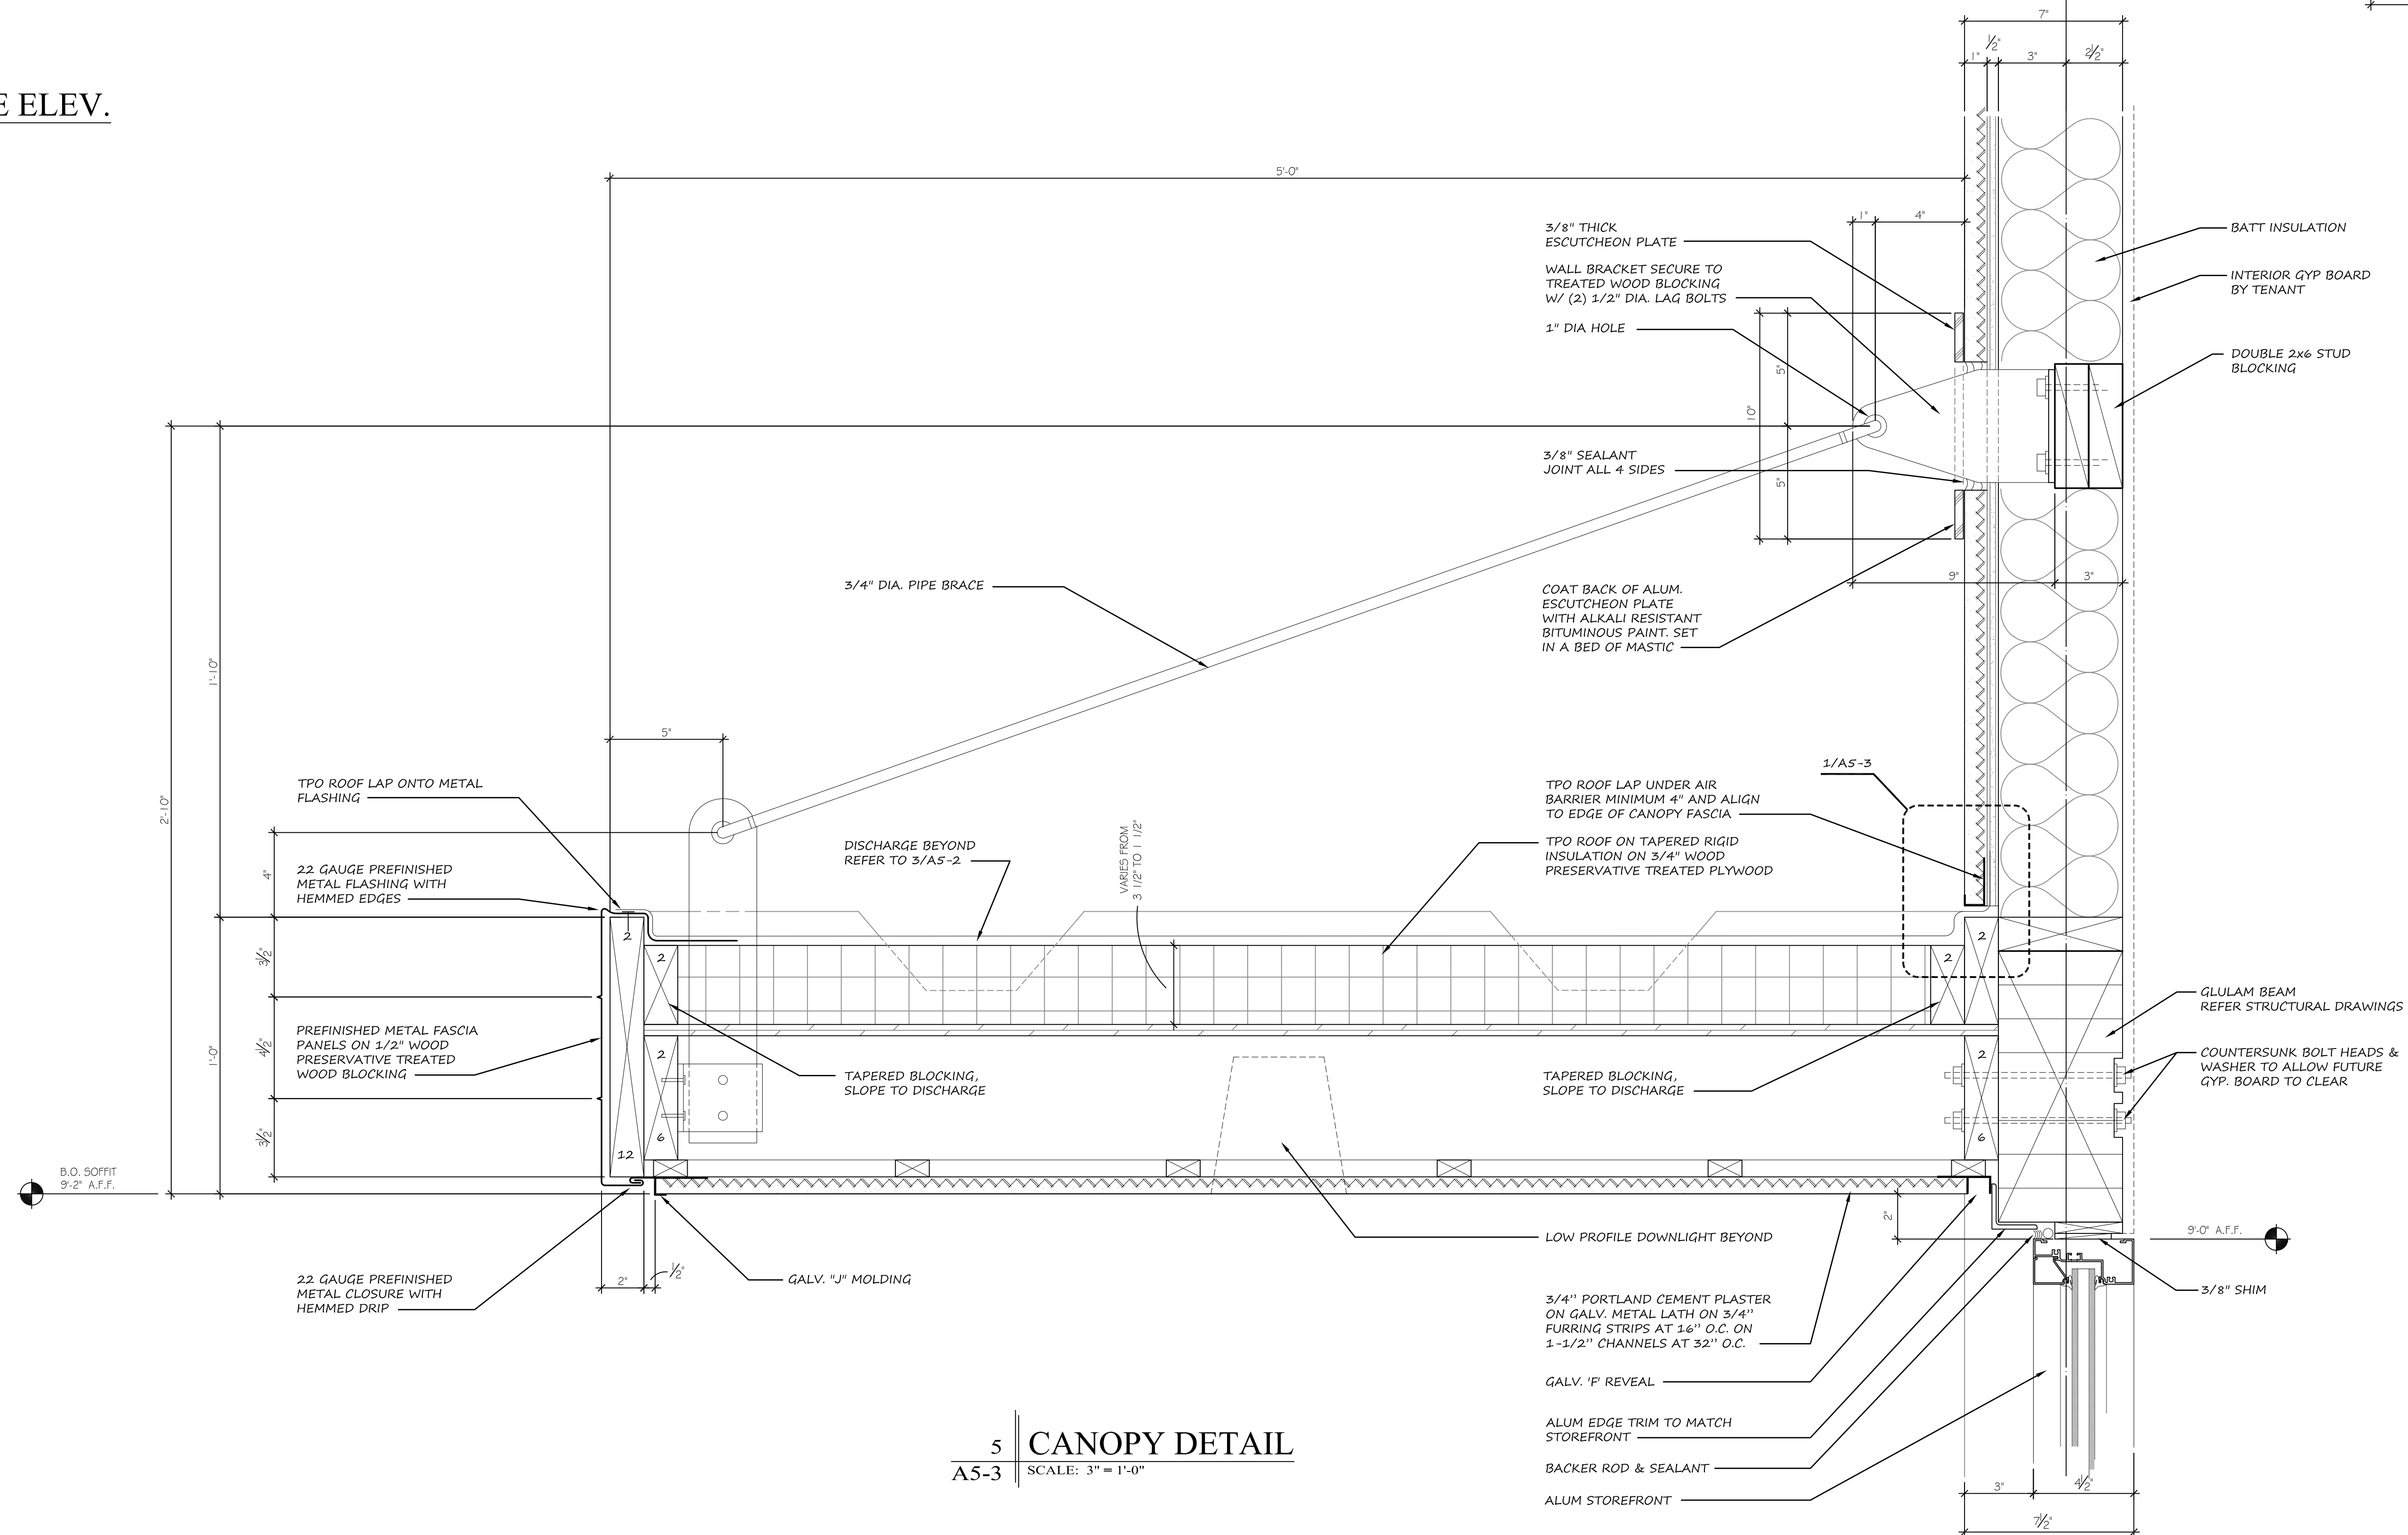 E ELEV.
7"
1/2"
1"
3"
2 1/2"
5'-0"
1"
4"
3/8" THICK
ESCUTCHEON PLATE
WALL BRACKET SECURE TO
TREATED WOOD BLOCKING
W/ (2) 1/2" DIA. LAG BOLTS
1" DIA HOLE
BATT INSULATION
INTERIOR GYP BOARD
BY TENANT
DOUBLE 2x6 STUD
BLOCKING
5"
10"
5"
3/8" SEALANT
JOINT ALL 4 SIDES
9"
3"
3/4" DIA. PIPE BRACE
COAT BACK OF ALUM.
ESCUTCHEON PLATE
WITH ALKALI RESISTANT
BITUMINOUS PAINT. SET
IN A BED OF MASTIC
1'-10"
2'-10"
5"
1/A5-3
TPO ROOF LAP ONTO METAL
FLASHING
TPO ROOF LAP UNDER AIR
BARRIER MINIMUM 4" AND ALIGN
TO EDGE OF CANOPY FASCIA
DISCHARGE BEYOND
REFER TO 3/A5-2
VARIES FROM
3 1/2" TO 1 1/2"
TPO ROOF ON TAPERED RIGID
INSULATION ON 3/4" WOOD
PRESERVATIVE TREATED PLYWOOD
4"
22 GAUGE PREFINISHED
METAL FLASHING WITH
HEMMED EDGES
2
2
2
2
3 1/2"
GLULAM BEAM
REFER STRUCTURAL DRAWINGS
PREFINISHED METAL FASCIA
PANELS ON 1/2" WOOD
PRESERVATIVE TREATED
WOOD BLOCKING
4 1/2"
1'-0"
2
2
COUNTERSUNK BOLT HEADS &
WASHER TO ALLOW FUTURE
GYP. BOARD TO CLEAR
TAPERED BLOCKING,
SLOPE TO DISCHARGE
TAPERED BLOCKING,
SLOPE TO DISCHARGE
3 1/2"
6
6
12
B.O. SOFFIT
9'-2" A.F.F.
2"
9'-0" A.F.F.
LOW PROFILE DOWNLIGHT BEYOND
2"
1/2"
GALV. "J" MOLDING
22 GAUGE PREFINISHED
METAL CLOSURE WITH
HEMMED DRIP
3/8" SHIM
3/4'' PORTLAND CEMENT PLASTER
ON GALV. METAL LATH ON 3/4''
FURRING STRIPS AT 16'' O.C. ON
1-1/2'' CHANNELS AT 32'' O.C.
GALV. 'F' REVEAL
ALUM EDGE TRIM TO MATCH
STOREFRONT
BACKER ROD & SEALANT
ALUM STOREFRONT
3"
4 1/2"
7 1/2"
5
CANOPY DETAIL
A5-3
SCALE: 3" = 1'-0"